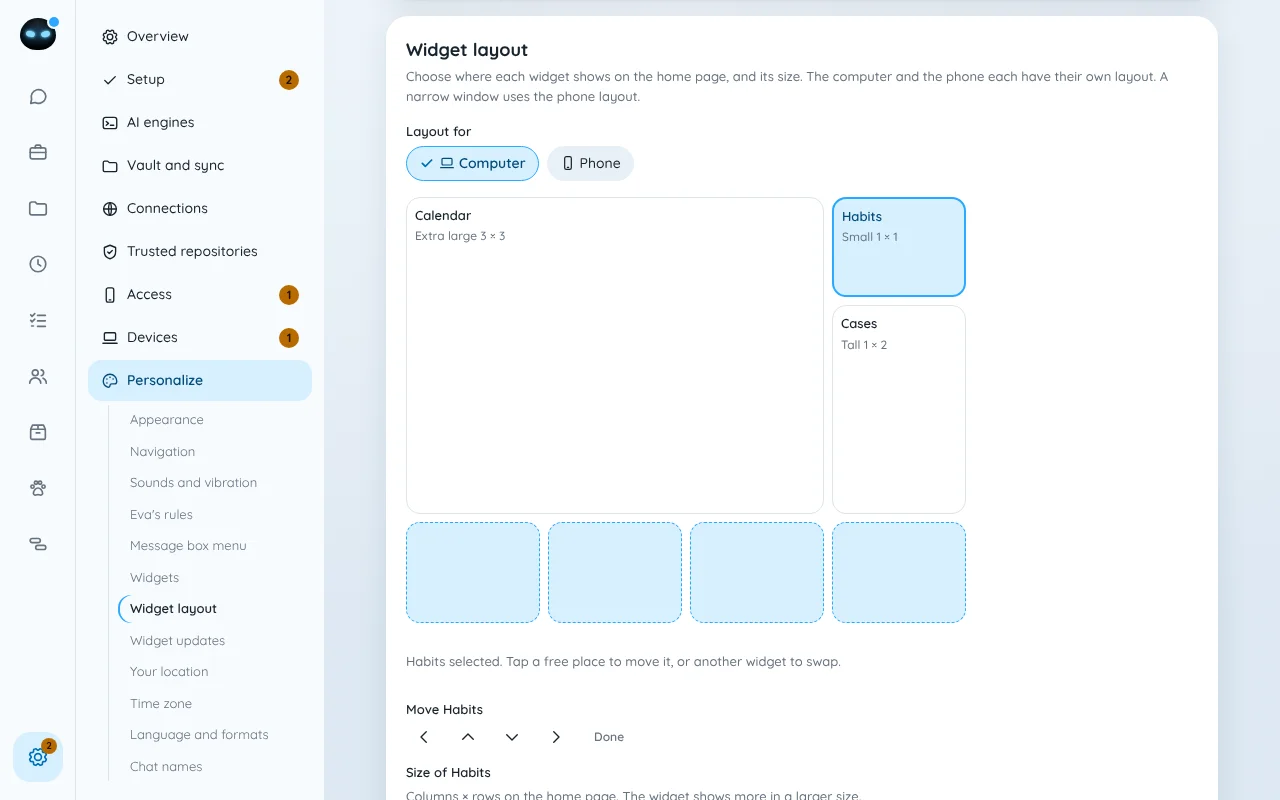 Overview
Setup
2
AI engines
Vault and sync
Connections
Trusted repositories
Access
1
Devices
1
Personalize
Appearance
Navigation
Sounds and vibration
Eva's rules
Message box menu
Widgets
Widget layout
Widget updates
Your location
Time zone
Language and formats
Chat names
2
Widget layout
Choose where each widget shows on the home page, and its size. The computer and the phone each have their own layout. A
narrow window uses the phone layout.
Layout for
Computer
Phone
Calendar
Extra large 3 × 3
Habits
Small 1 × 1
Cases
Tall 1 × 2
Habits selected. Tap a free place to move it, or another widget to swap.
Move Habits
Done
Size of Habits
Columns × rows on the home page. The widget shows more in a larger size.